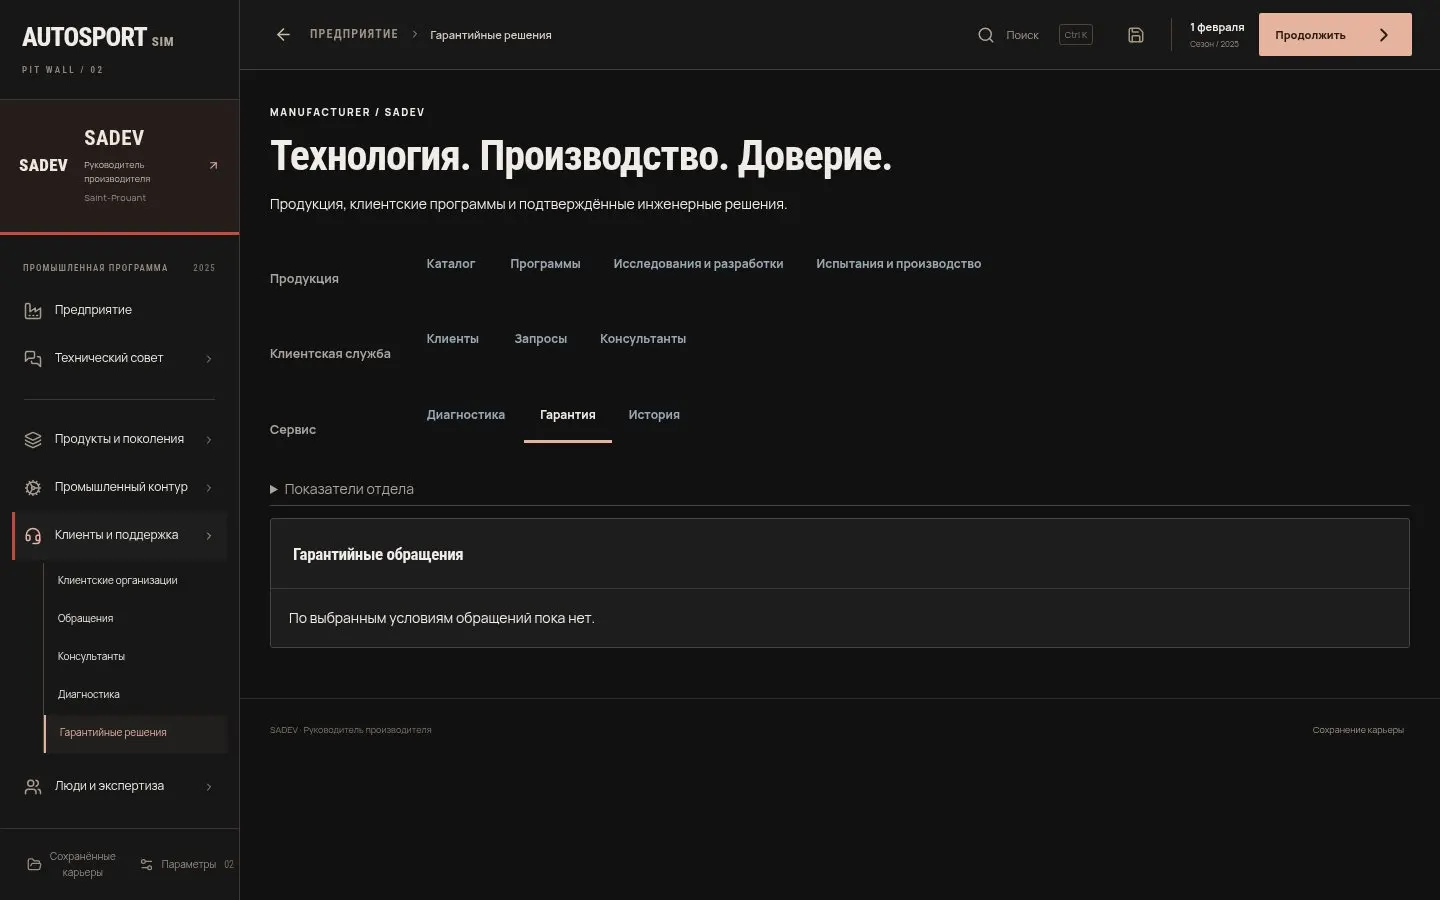 AUTOSPORT SIM
PIT WALL / 02
SADEV
SADEV
Руководитель
производителя
Saint-Prouant
ПРОМЫШЛЕННАЯ ПРОГРАММА 2025
Предприятие
Технический совет
Продукты и поколения
Промышленный контур
Клиенты и поддержка
Клиентские организации
Обращения
Консультанты
Диагностика
Гарантийные решения
Люди и экспертиза
Сохранённые
карьеры
Параметры 02
ПРЕДПРИЯТИЕ
Гарантийные решения
Поиск Ctrl K
1 февраля
Сезон / 2025
Продолжить
MANUFACTURER / SADEV
Технология. Производство. Доверие.
Продукция, клиентские программы и подтверждённые инженерные решения.
Продукция
Каталог Программы Исследования и разработки Испытания и производство
Клиентская служба
Клиенты Запросы Консультанты
Сервис
Диагностика Гарантия История
Показатели отдела
Гарантийные обращения
По выбранным условиям обращений пока нет.
SADEV · Руководитель производителя
Сохранение карьеры